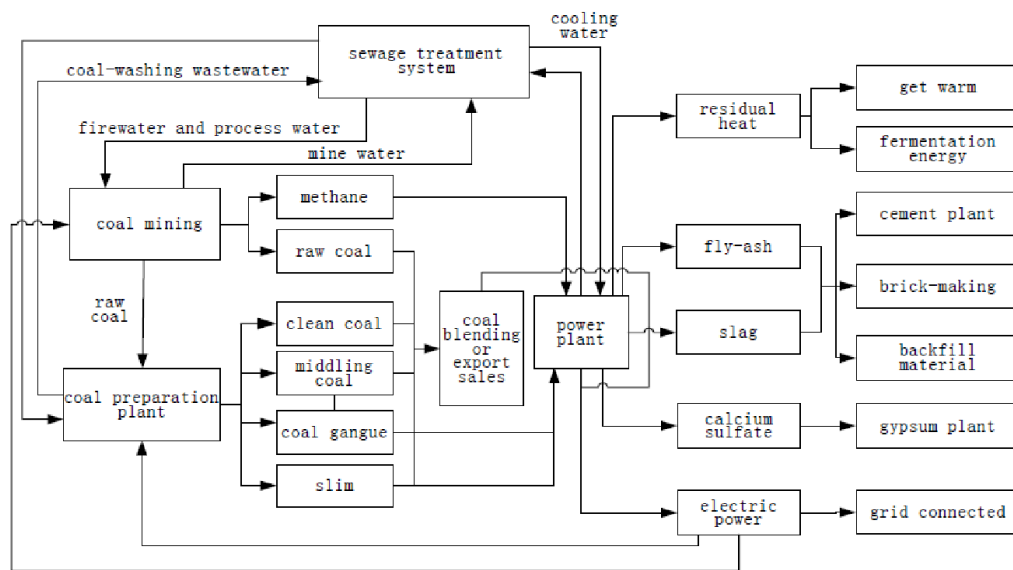 cooling
water
sewage treatment
system
coal-washing wastewater
firewater and process water
mine water
residual
heat
get warm
fermentation
energy
coal mining
methane
raw coal
fly-ash
cement plant
raw
coal
clean coal
middling
coal
coal gangue
slim
coal
blending
or
export
sales
power
plant
slag
brick-making
backfill
material
coal preparation
plant
calcium
sulfate
gypsum plant
electric
power
grid connected